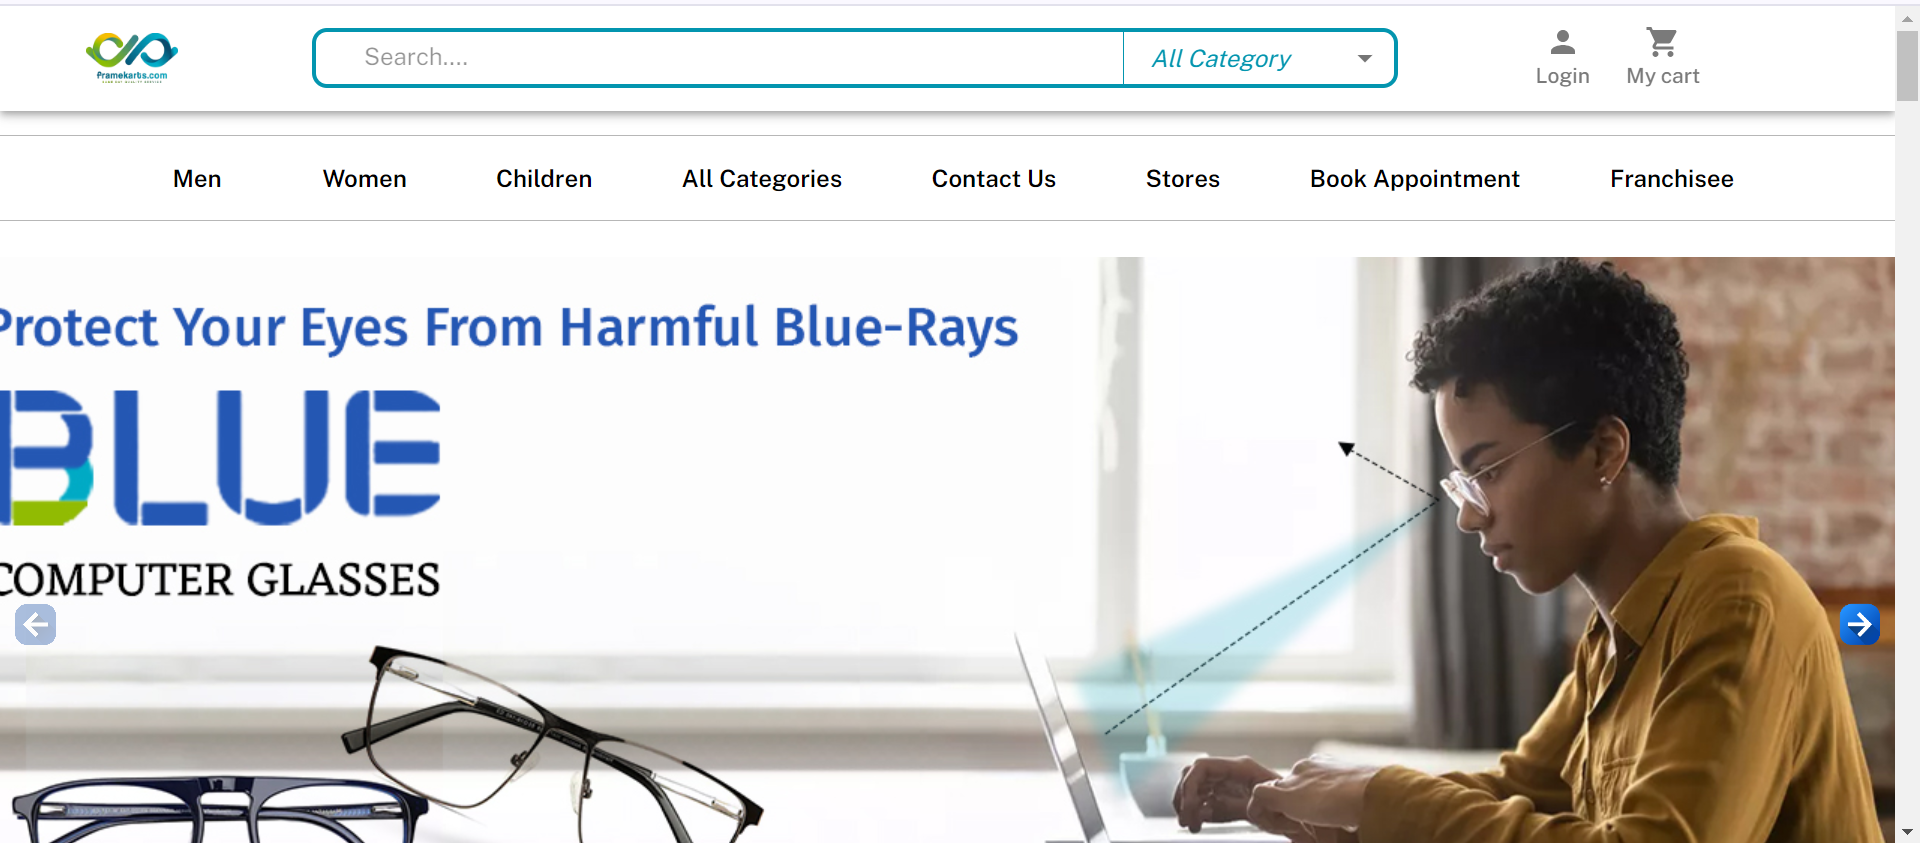 Search....
All Category
Login
My cart
Framekarts.com
Men
Women
Children
All Categories
Contact Us
Stores
Book Appointment
Franchisee
Protect Your Eyes From Harmful Blue-Rays
BLUE
COMPUTER GLASSES